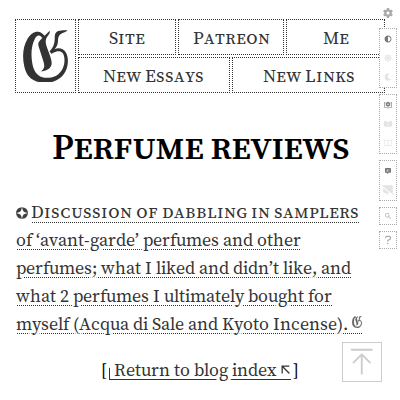 G
Site
Patreon
Me
New Essays
New Links
Perfume reviews
Discussion of dabbling in samplers
of ‘avant-garde’ perfumes and other
perfumes; what I liked and didn’t like, and
what 2 perfumes I ultimately bought for
myself (Acqua di Sale and Kyoto Incense). G
[Return to blog index]
?